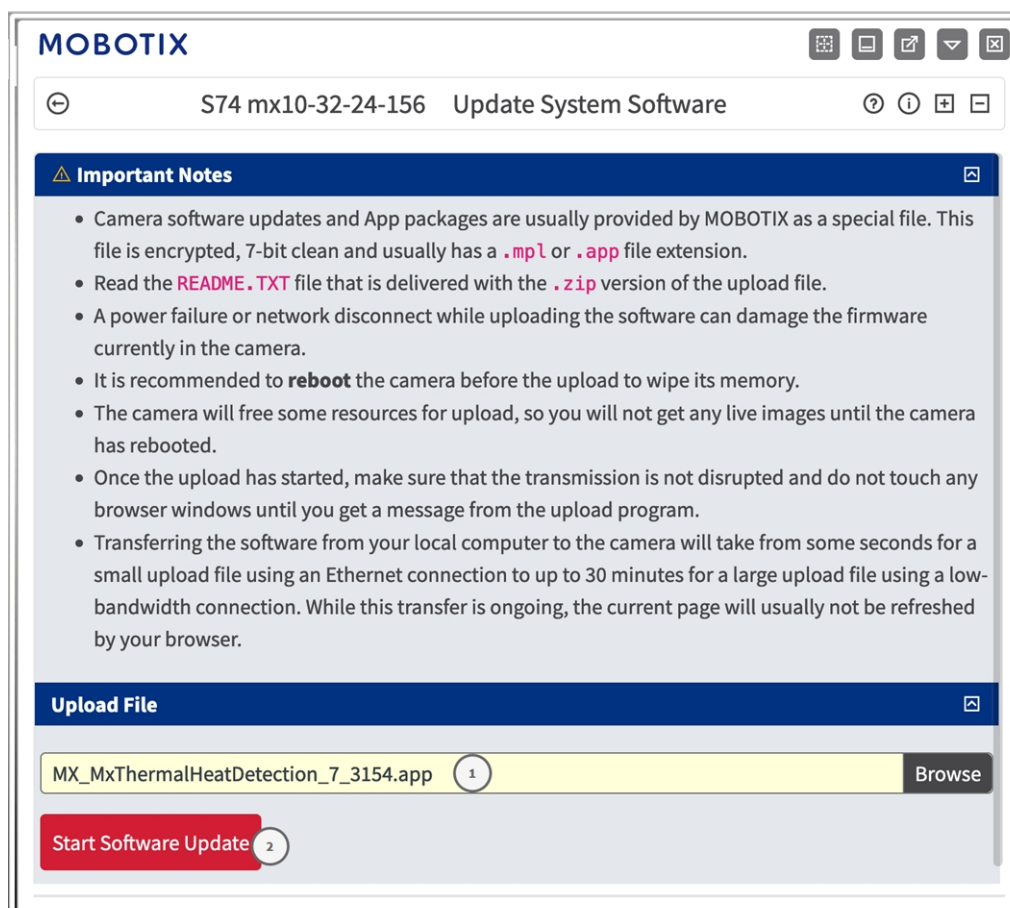 MOBOTIX
S74 mx10-32-24-156 Update System Software
Important Notes
• Camera software updates and App packages are usually provided by MOBOTIX as a special file. This
file is encrypted, 7-bit clean and usually has a .mpl or .app file extension.
• Read the README.TXT file that is delivered with the .zip version of the upload file.
• A power failure or network disconnect while uploading the software can damage the firmware
currently in the camera.
• It is recommended to reboot the camera before the upload to wipe its memory.
• The camera will free some resources for upload, so you will not get any live images until the camera
has rebooted.
• Once the upload has started, make sure that the transmission is not disrupted and do not touch any
browser windows until you get a message from the upload program.
• Transferring the software from your local computer to the camera will take from some seconds for a
small upload file using an Ethernet connection to up to 30 minutes for a large upload file using a low-
bandwidth connection. While this transfer is ongoing, the current page will usually not be refreshed
by your browser.
Upload File
MX_MxThermalHeatDetection_7_3154.app 1 Browse
Start Software Update 2